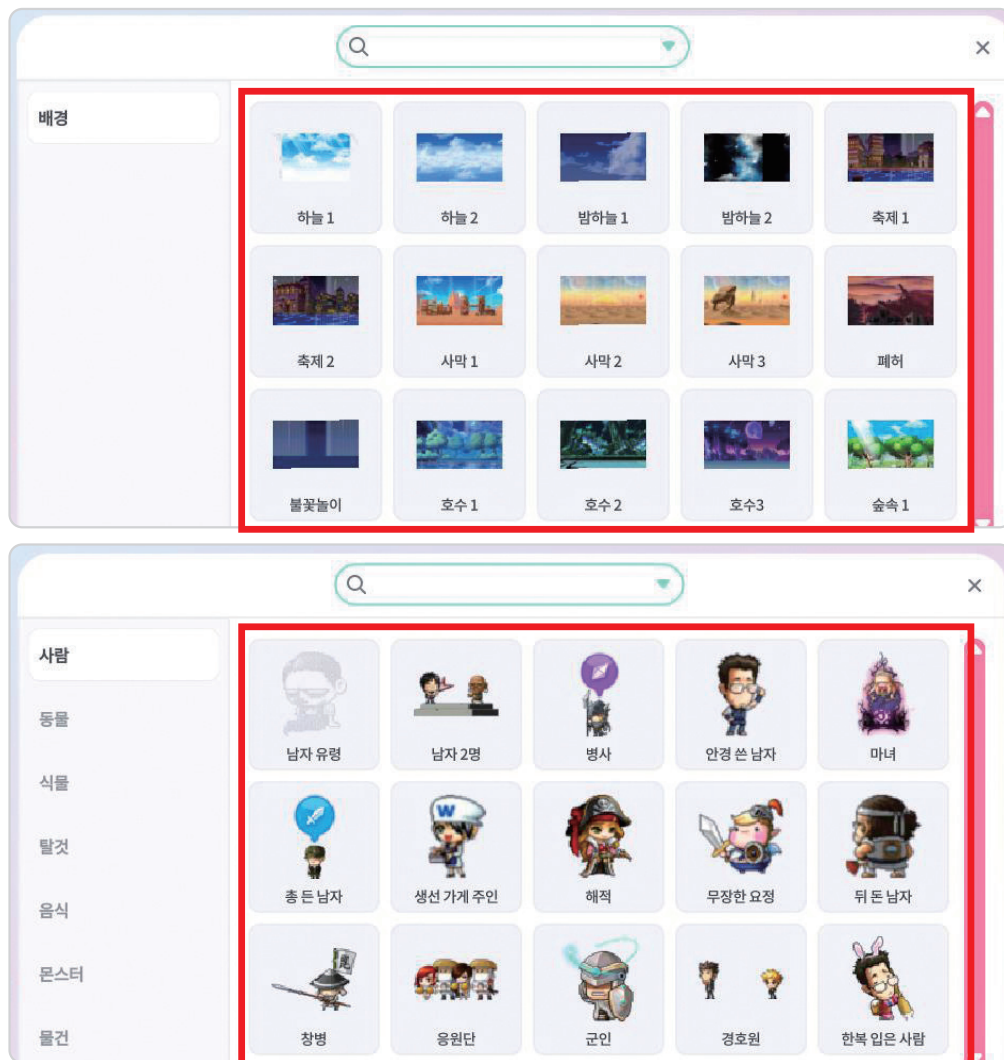 배경
하늘 1
하늘 2
밤하늘 1
밤하늘 2
축제 1
축제 2
사막 1
사막 2
사막 3
폐허
불꽃놀이
호수 1
호수 2
호수3
숲속 1
사람
동물
식물
탈것
음식
몬스터
물건
남자 유령
남자 2명
병사
안경 쓴 남자
마녀
총 든 남자
생선 가게 주인
해적
무장한 요정
뒤 돈 남자
창병
응원단
군인
경호원
한복 입은 사람
W